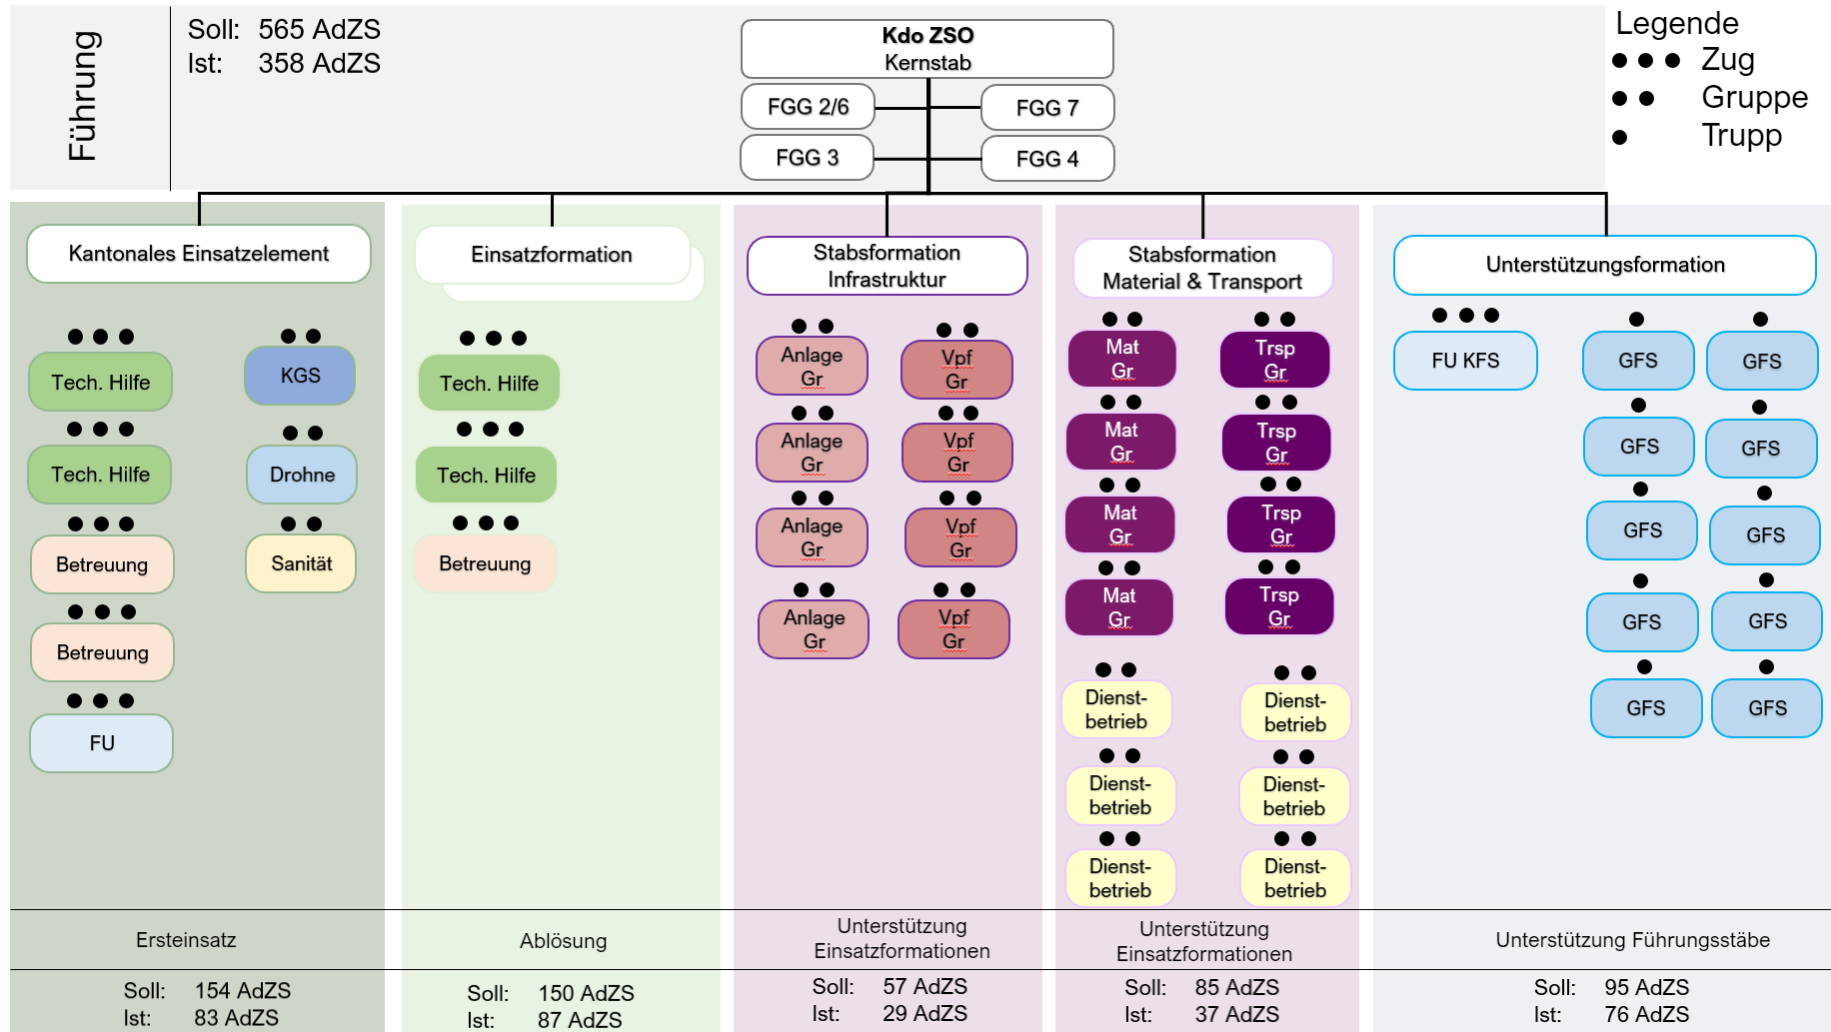 Führung
Soll: 565 AdZS
Ist: 358 AdZS
Kdo ZSO
Kernstab
FGG 2/6
FGG 7
FGG 3
FGG 4
Legende
Zug
Gruppe
Trupp
Kantonales Einsatzelement
Tech. Hilfe
KGS
Tech. Hilfe
Drohne
Betreuung
Sanität
Betreuung
FU
Ersteinsatz
Soll: 154 AdZS
Ist: 83 AdZS
Einsatzformation
Tech. Hilfe
Tech. Hilfe
Betreuung
Ablösung
Soll: 150 AdZS
Ist: 87 AdZS
Stabsformation
Infrastruktur
Anlage
Gr
Vpf
Gr
Anlage
Gr
Vpf
Gr
Anlage
Gr
Vpf
Gr
Anlage
Gr
Vpf
Gr
Unterstützung
Einsatzformationen
Soll: 57 AdZS
Ist: 29 AdZS
Stabsformation
Material & Transport
Mat
Gr
Trsp
Gr
Mat
Gr
Trsp
Gr
Mat
Gr
Trsp
Gr
Mat
Gr
Trsp
Gr
Dienst-
betrieb
Dienst-
betrieb
Dienst-
betrieb
Dienst-
betrieb
Dienst-
betrieb
Dienst-
betrieb
Unterstützung
Einsatzformationen
Soll: 85 AdZS
Ist: 37 AdZS
Unterstützungsformation
FU KFS
GFS
GFS
GFS
GFS
GFS
GFS
GFS
GFS
GFS
GFS
Unterstützung Führungsstäbe
Soll: 95 AdZS
Ist: 76 AdZS